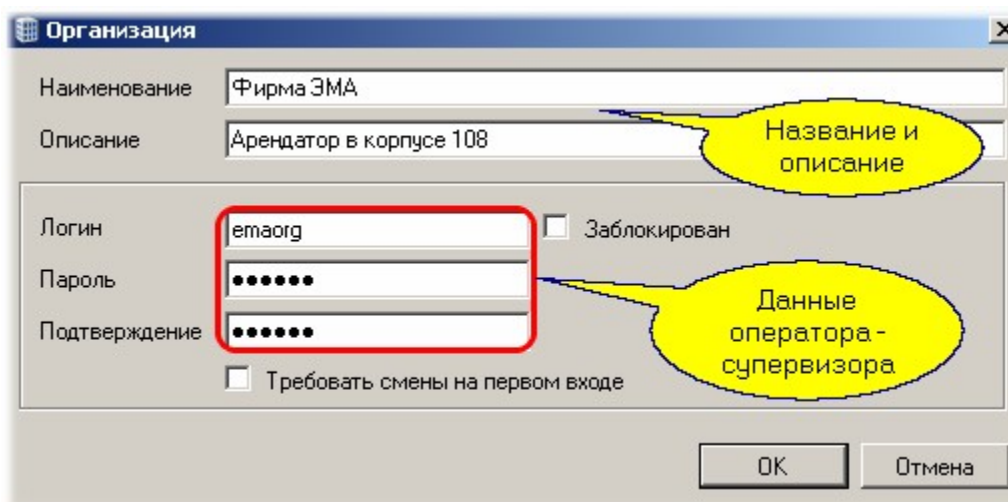 Организация
Наименование
Фирма ЭМА
Описание
Арендатор в корпусе 108
Название и
описание
Логин
emaorg
Заблокирован
Пароль
●●●●●●
Подтверждение
●●●●●●
Данные
оператора-
супервизора
Требовать смены на первом входе
OK
Отмена